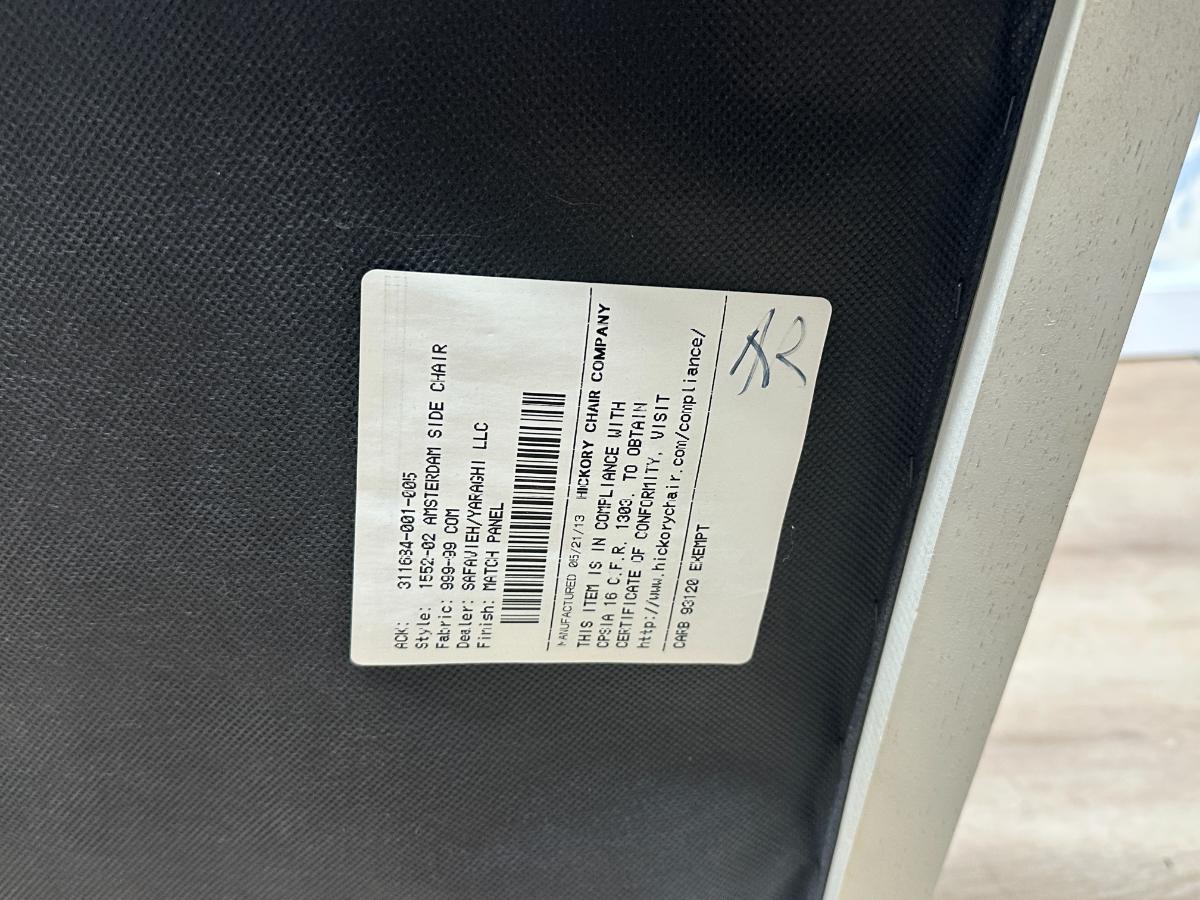 ACK: 311684-001-0015
Style: 1552-02 AMSTERDAM SIDE CHAIR
Fabric: 999-99 COM
Dealer: SAFAVIEH/YARAGHI LLC
Finish: MATCH PANEL
MANUFACTURED 05/21/13 HICKORY CHAIR COMPANY
THIS ITEM IS IN COMPLIANCE WITH
CPSIA 16 C.F.R. 1303. TO OBTAIN
CERTIFICATE OF CONFORMITY, VISIT
http://www.hickorychair.com/compliance/
CARB 93120 EXEMPT